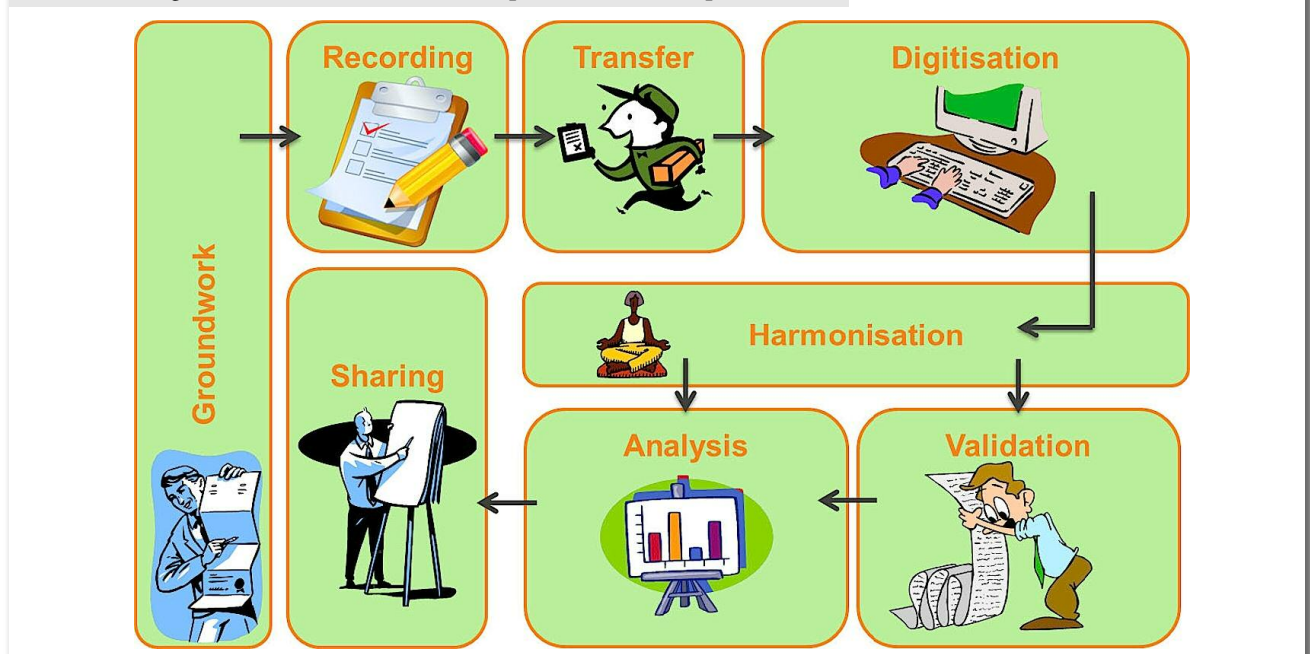 Groundwork
Recording
Transfer
Digitisation
Harmonisation
Sharing
Analysis
Validation